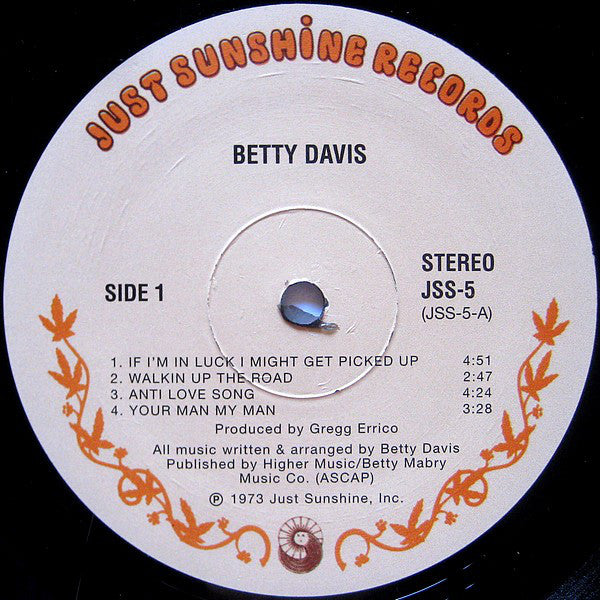 JUST SUNSHiNE RECORDS
BETTY DAVIS
SIDE 1
STEREO
JSS-5
(JSS-5-A)
1. IF I'M IN LUCK I MIGHT GET PICKED UP 4:51
2. WALKIN UP THE ROAD 2:47
3. ANTI LOVE SONG 4:24
4. YOUR MAN MY MAN 3:28
Produced by Gregg Errico
All music written & arranged by Betty Davis
Published by Higher Music/Betty Mabry
Music Co. (ASCAP)
℗ 1973 Just Sunshine, Inc.